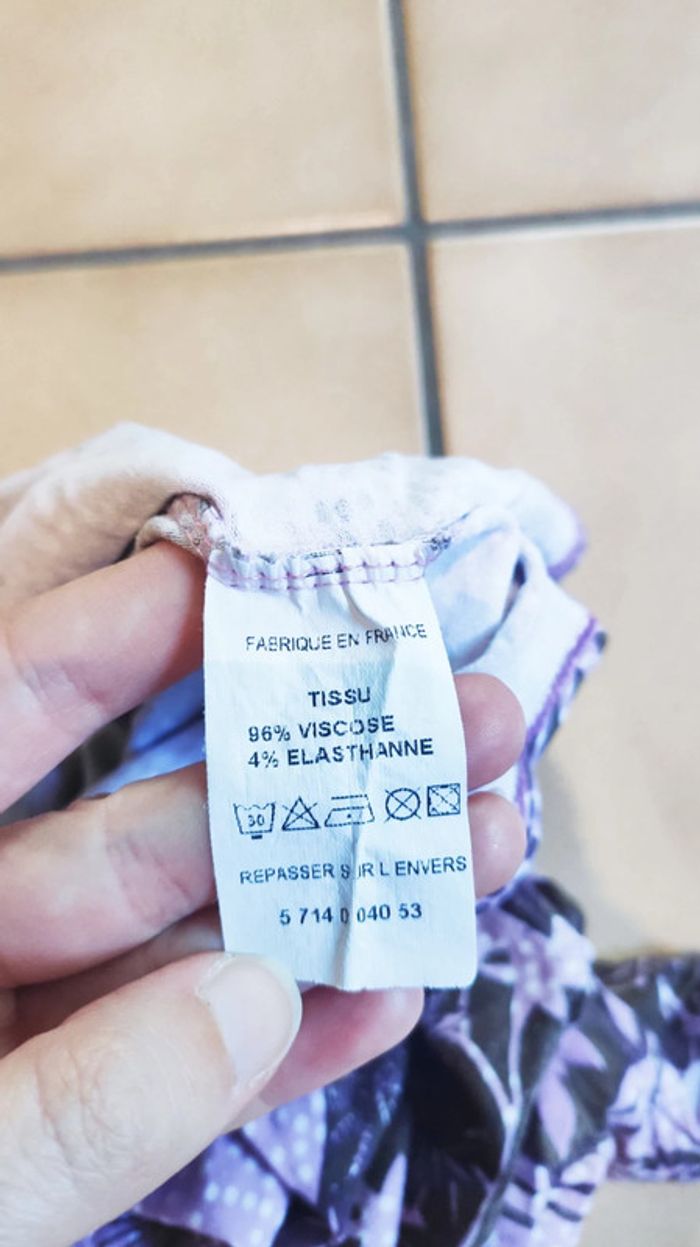 FABRIQUE EN FRANCE
TISSU
96% VISCOSE
4% ELASTHANNE
30
REPASSER SUR L ENVERS
5 714 0 040 53